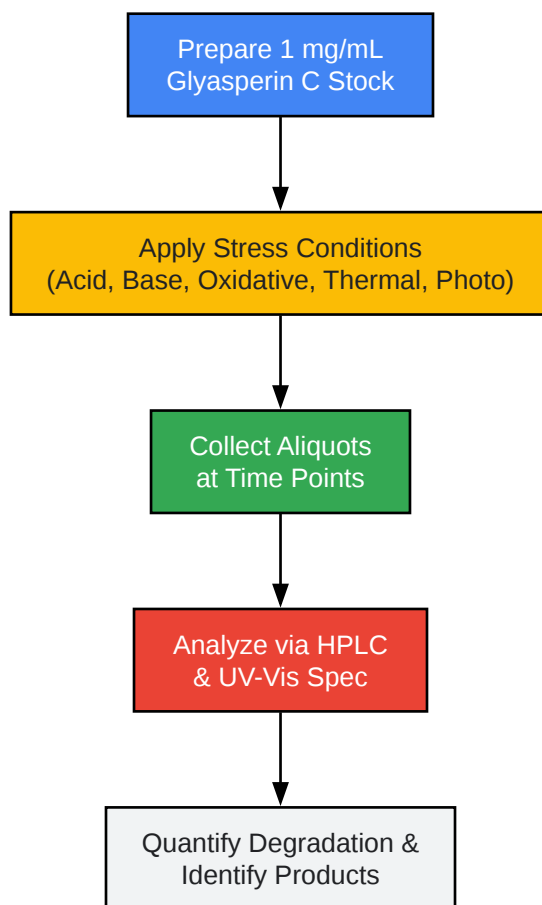 Prepare 1 mg/mL
Glyasperin C Stock
Apply Stress Conditions
(Acid, Base, Oxidative, Thermal, Photo)
Collect Aliquots
at Time Points
Analyze via HPLC
& UV-Vis Spec
Quantify Degradation &
Identify Products